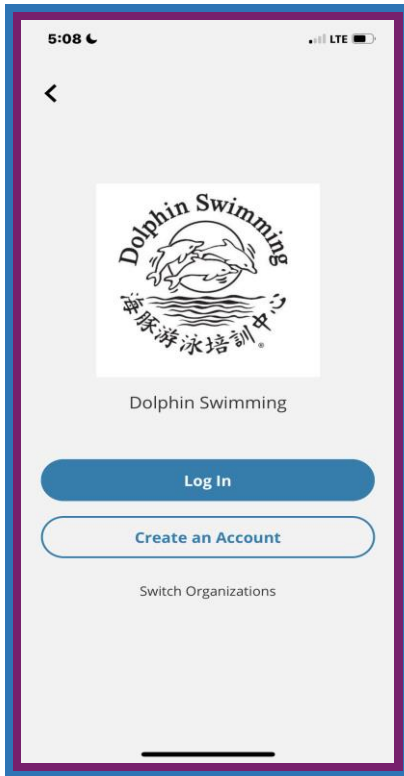 5:08
LTE
Dolphin Swimming
海豚游泳培訓中心
®
Dolphin Swimming
Log In
Create an Account
Switch Organizations